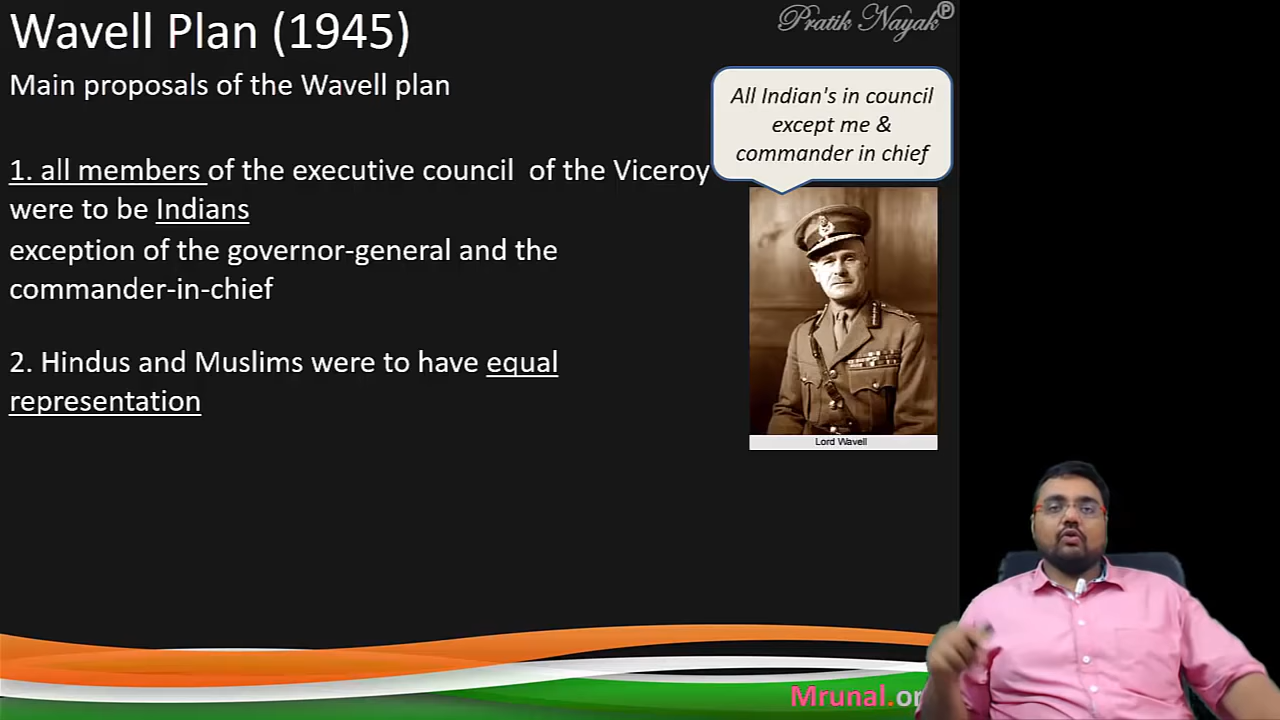 Wavell Plan (1945)
Pratik Nayak ℗
Main proposals of the Wavell plan
All Indian's in council
except me &
commander in chief
1. all members of the executive council of the Viceroy
were to be Indians
exception of the governor-general and the
commander-in-chief
2. Hindus and Muslims were to have equal
representation
Lord Wavell
Mrunal.or